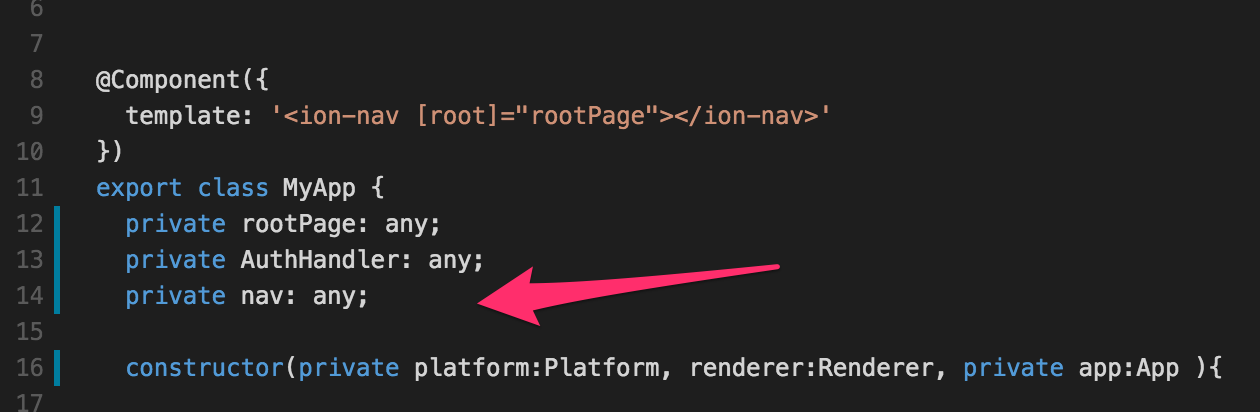 6
7
8 @Component({
9 template: '<ion-nav [root]="rootPage"></ion-nav>'
10 })
11 export class MyApp {
12 private rootPage: any;
13 private AuthHandler: any;
14 private nav: any;
15
16 constructor(private platform:Platform, renderer:Renderer, private app:App ){
17